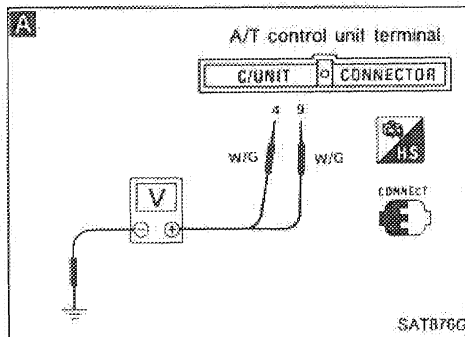 A
A/T control unit terminal
C/UNIT CONNECTOR
4 9
W/G W/G
H.S
CONNECT
V
SAT876G